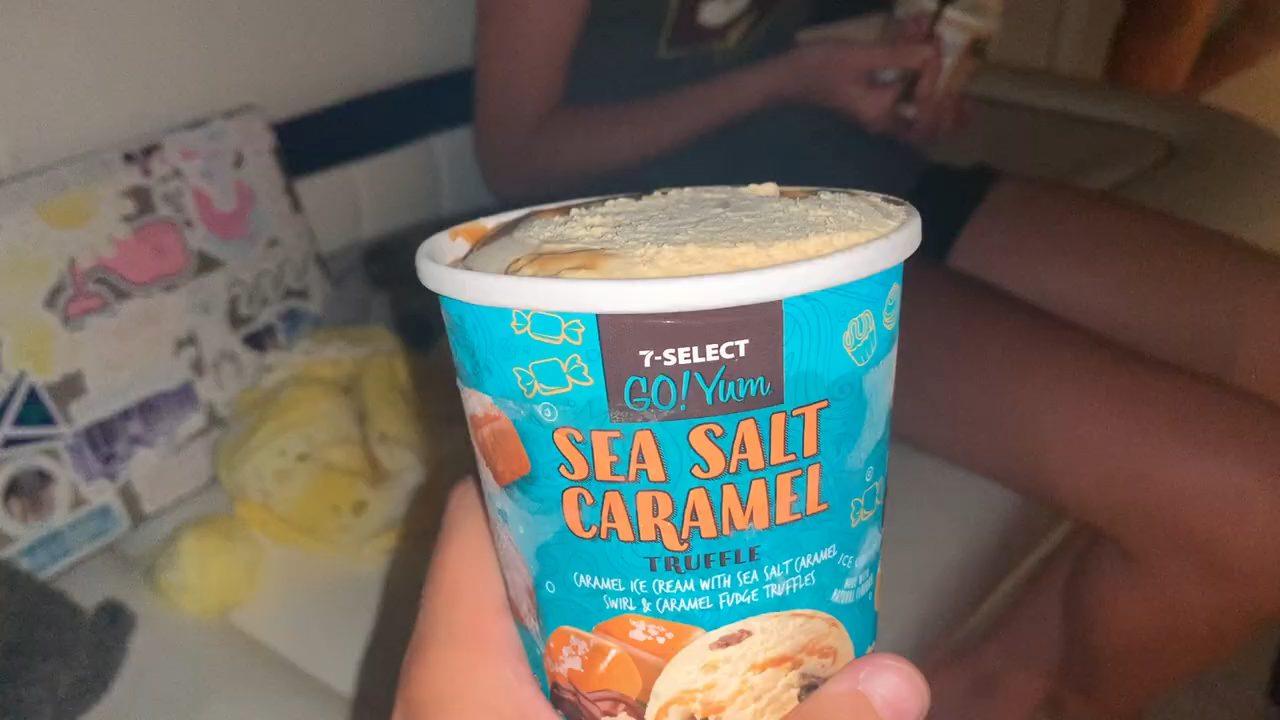 7-SELECT
GO! Yum
SEA SALT
CARAMEL
TRUFFLE
CARAMEL ICE CREAM WITH SEA SALT CARAMEL
SWIRL & CARAMEL FUDGE TRUFFLES
ICE